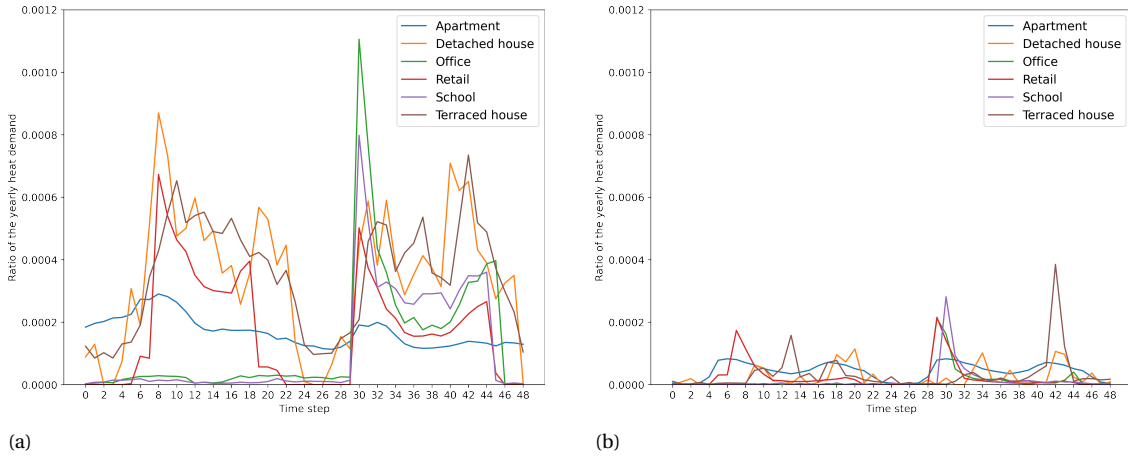 0.0012
0.0010
0.0008
0.0006
0.0004
0.0002
0.0000
Ratio of the yearly heat demand
Apartment
Detached house
Office
Retail
School
Terraced house
0 2 4 6 8 10 12 14 16 18 20 22 24 26 28 30 32 34 36 38 40 42 44 46 48
Time step
(a)
0.0012
0.0010
0.0008
0.0006
0.0004
0.0002
0.0000
Ratio of the yearly heat demand
Apartment
Detached house
Office
Retail
School
Terraced house
0 2 4 6 8 10 12 14 16 18 20 22 24 26 28 30 32 34 36 38 40 42 44 46 48
Time step
(b)